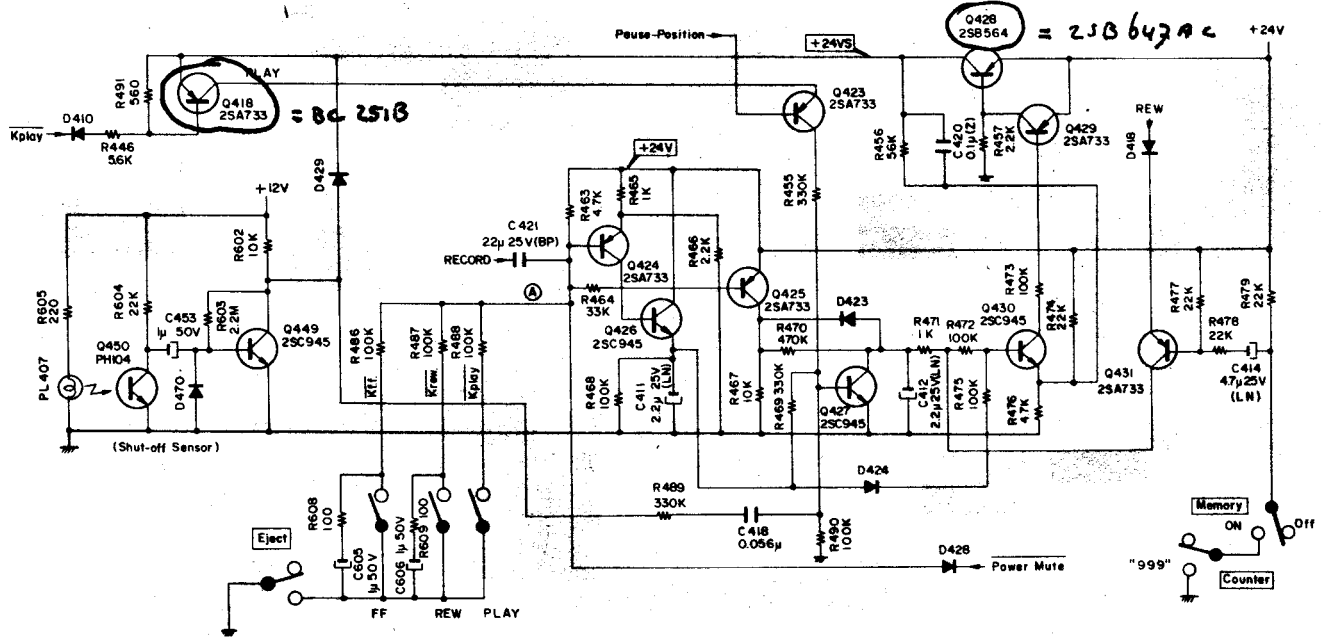 Q428
2SB564
= 2SB647AC
+24V
Pause-Position
+24VS
PLAY
Q418
2SA733
= BC 251B
R491
560
D410
Kplay
R446
56K
Q423
2SA733
REW
D418
R456
56K
C420
0.1μ(Z)
R457
2.2K
Q429
2SA733
+24V
D429
R455
330K
+12V
R463
4.7K
R465
1K
R602
10K
C421
22μ 25V(BP)
RECORD
Q424
2SA733
R466
2.2K
R605
220
R604
22K
R603
2.2M
C453
1μ 50V
Q449
2SC945
Q450
PH104
PL407
D470
(Shut-off Sensor)
A
R464
33K
Q425
2SA733
Q426
2SC945
D423
R473
100K
R474
22K
R477
22K
R479
22K
R478
22K
R486
100K
R487
100K
R488
100K
Kff.
Krew
Kplay
R470
470K
R471
1K
R472
100K
Q430
2SC945
Q431
2SA733
C414
4.7μ25V
(LN)
R468
100K
C411
2.2μ 25V
(LN)
R467
10K
R469
330K
Q427
2SC945
C412
2.2μ25V(LN)
R475
100K
R476
4.7K
D424
R489
330K
C418
0.056μ
R490
100K
R608
100
C605
1μ 50V
C606 1μ 50V
R609 100
Eject
FF
REW
PLAY
D428
Power Mute
Memory
ON
Off
"999"
Counter